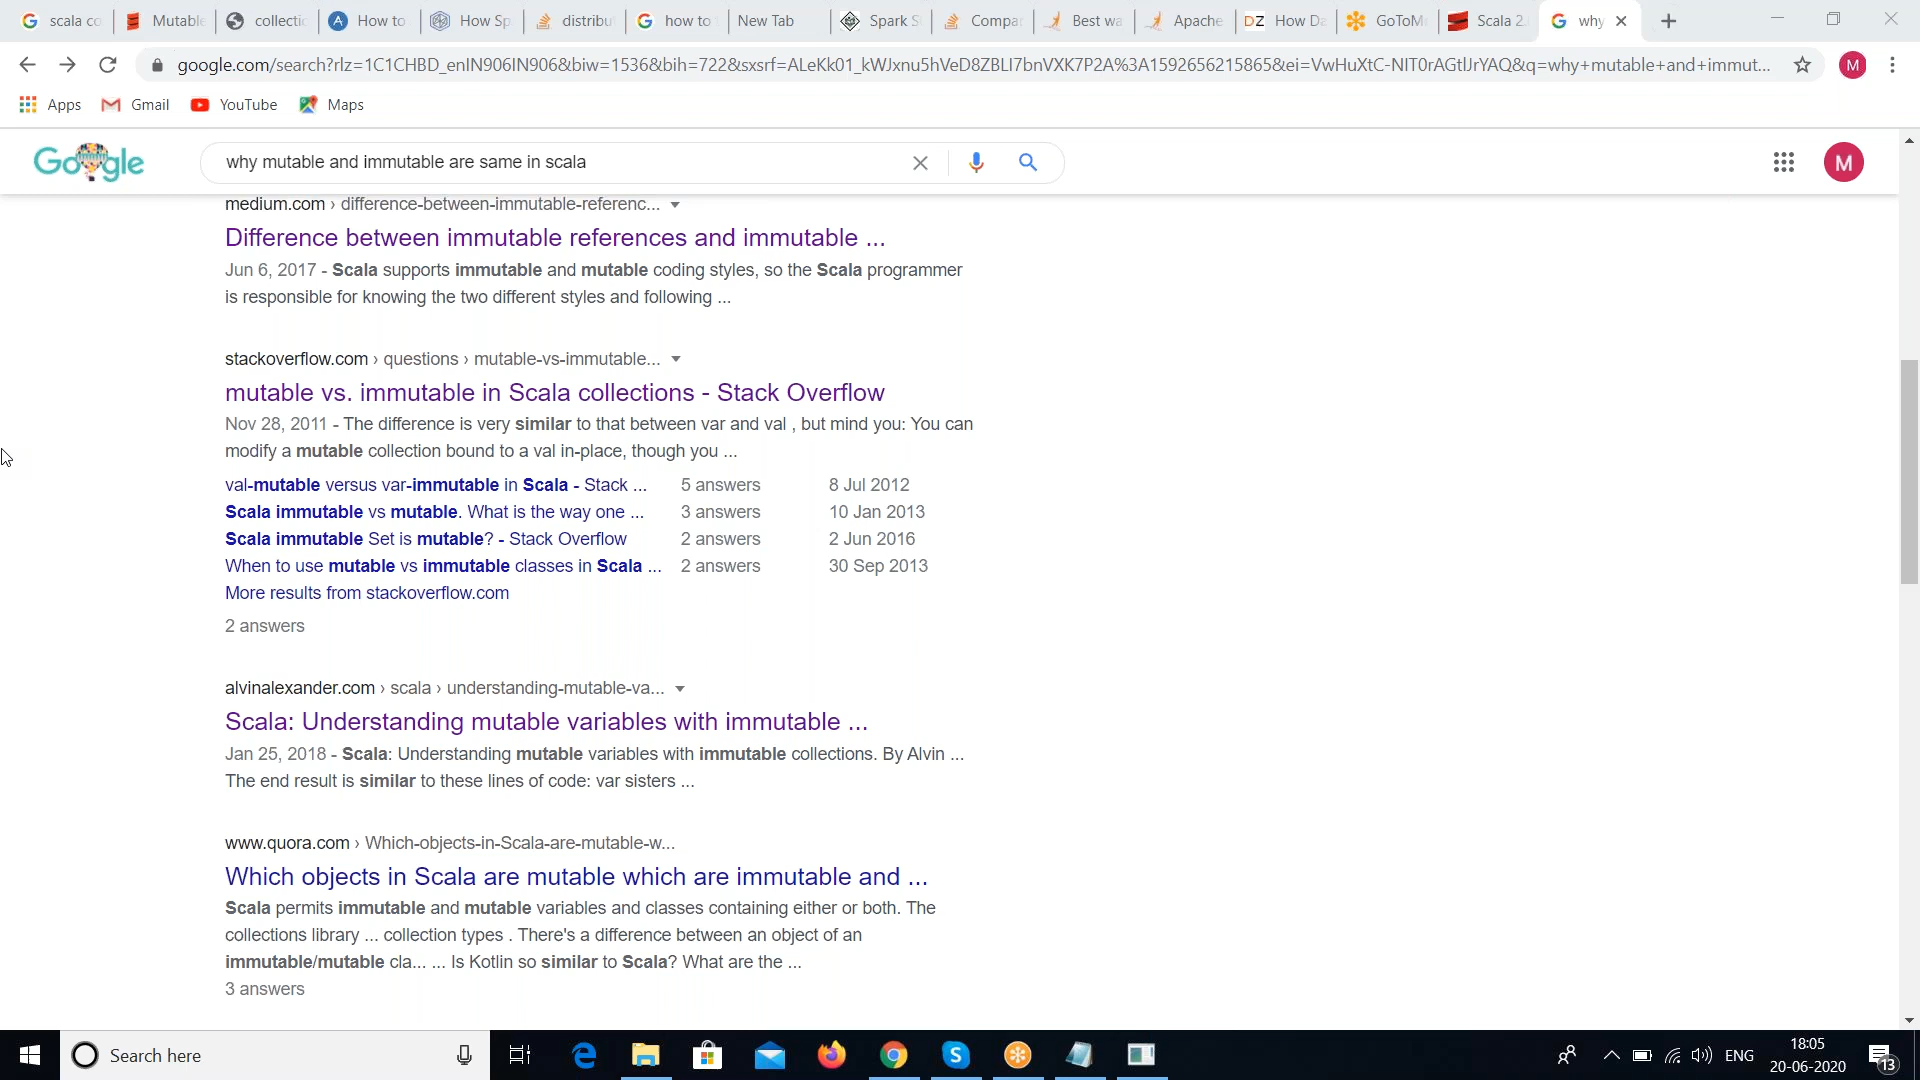 scala co
Mutable
collectio
How to
How Sp
distribu
how to
New Tab
Spark S
Compa
Best wa
Apache
DZ How Da
GoToMe
Scala 2.
why
google.com/search?rlz=1C1CHBD_enIN906IN906&biw=1536&bih=722&sxsrf=ALeKk01_kWJxnu5hVeD8ZBLI7bnVXK7P2A%3A1592656215865&ei=VwHuXtC-NIT0rAGtlJrYAQ&q=why+mutable+and+immut...
M
Apps Gmail YouTube Maps
Google
why mutable and immutable are same in scala
M
medium.com › difference-between-immutable-referenc...
Difference between immutable references and immutable ...
Jun 6, 2017 - Scala supports immutable and mutable coding styles, so the Scala programmer
is responsible for knowing the two different styles and following ...
stackoverflow.com › questions › mutable-vs-immutable...
mutable vs. immutable in Scala collections - Stack Overflow
Nov 28, 2011 - The difference is very similar to that between var and val , but mind you: You can
modify a mutable collection bound to a val in-place, though you ...
val-mutable versus var-immutable in Scala - Stack ... 5 answers 8 Jul 2012
Scala immutable vs mutable. What is the way one ... 3 answers 10 Jan 2013
Scala immutable Set is mutable? - Stack Overflow 2 answers 2 Jun 2016
When to use mutable vs immutable classes in Scala ... 2 answers 30 Sep 2013
More results from stackoverflow.com
2 answers
alvinalexander.com › scala › understanding-mutable-va...
Scala: Understanding mutable variables with immutable ...
Jan 25, 2018 - Scala: Understanding mutable variables with immutable collections. By Alvin ...
The end result is similar to these lines of code: var sisters ...
www.quora.com › Which-objects-in-Scala-are-mutable-w...
Which objects in Scala are mutable which are immutable and ...
Scala permits immutable and mutable variables and classes containing either or both. The
collections library ... collection types . There's a difference between an object of an
immutable/mutable cla... ... Is Kotlin so similar to Scala? What are the ...
3 answers
Search here
ENG
18:05
20-06-2020
13